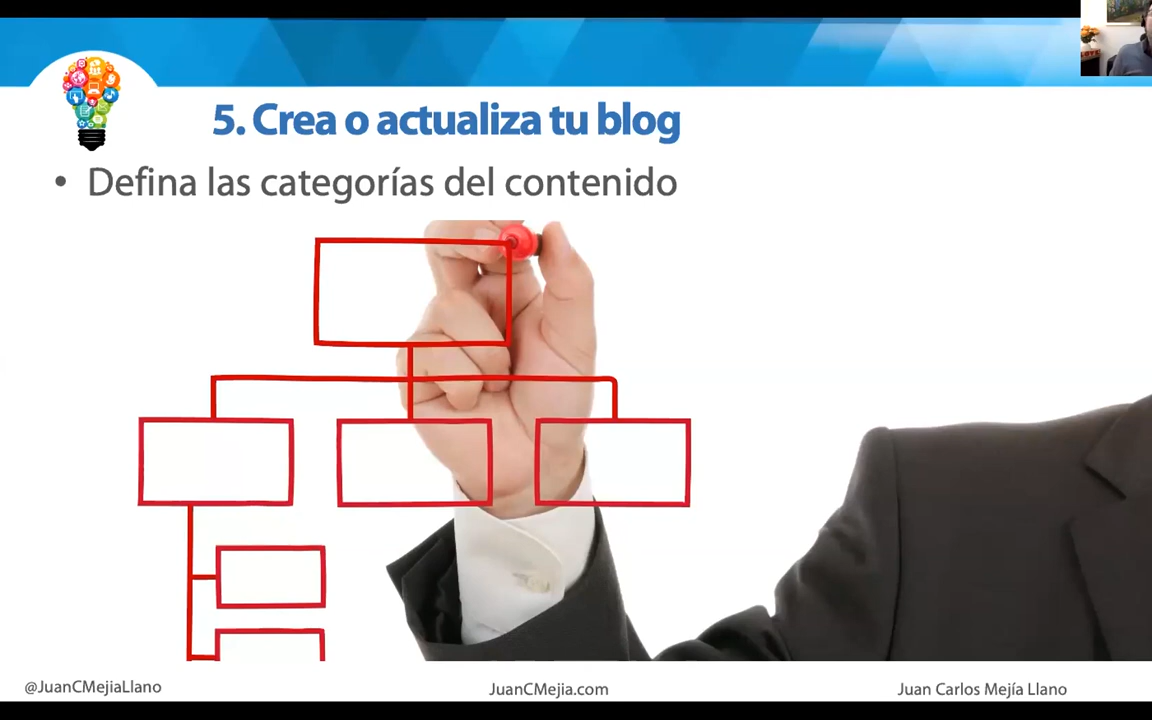 5. Crea o actualiza tu blog
• Defina las categorías del contenido
@JuanCMejiaLlano
JuanCMejia.com
Juan Carlos Mejía Llano